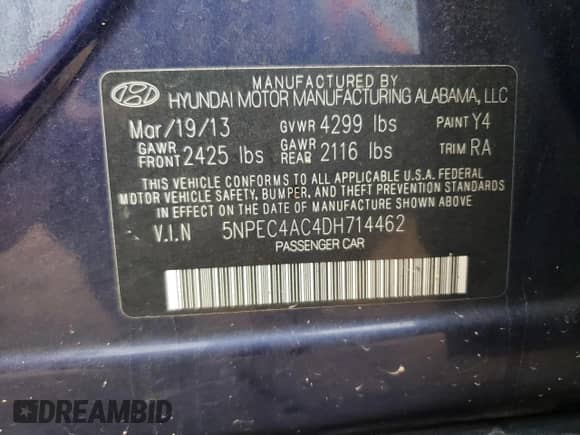 MANUFACTURED BY
HYUNDAI MOTOR MANUFACTURING ALABAMA, LLC
Mar/19/13 GVWR 4299 lbs PAINT Y4
GAWR FRONT 2425 lbs GAWR REAR 2116 lbs TRIM RA
THIS VEHICLE CONFORMS TO ALL APPLICABLE U.S.A. FEDERAL
MOTOR VEHICLE SAFETY, BUMPER, AND THEFT PREVENTION STANDARDS
IN EFFECT ON THE DATE OF MANUFACTURE SHOWN ABOVE.
V.I.N 5NPEC4AC4DH714462
PASSENGER CAR
DREAMBID